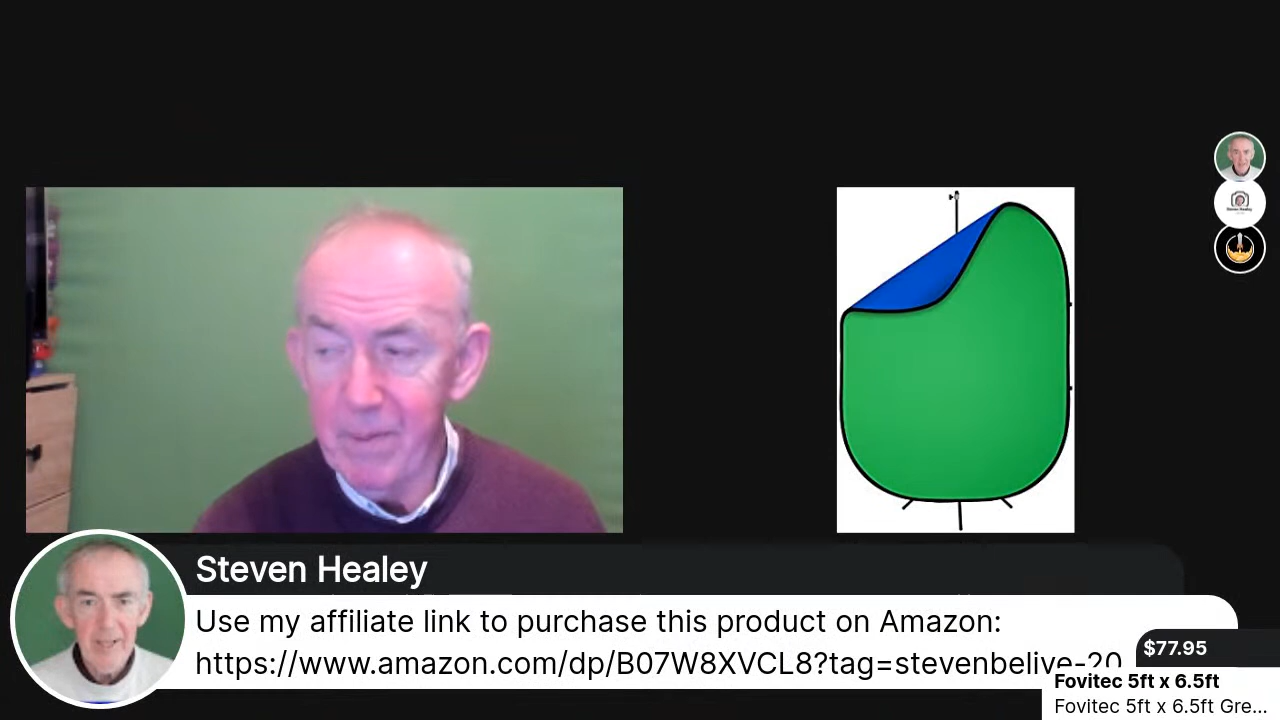 Steven Healey
Use my affiliate link to purchase this product on Amazon:
https://www.amazon.com/dp/B07W8XVCL8?tag=stevenbelive-20
$77.95
Fovitec 5ft x 6.5ft
Fovitec 5ft x 6.5ft Gre...